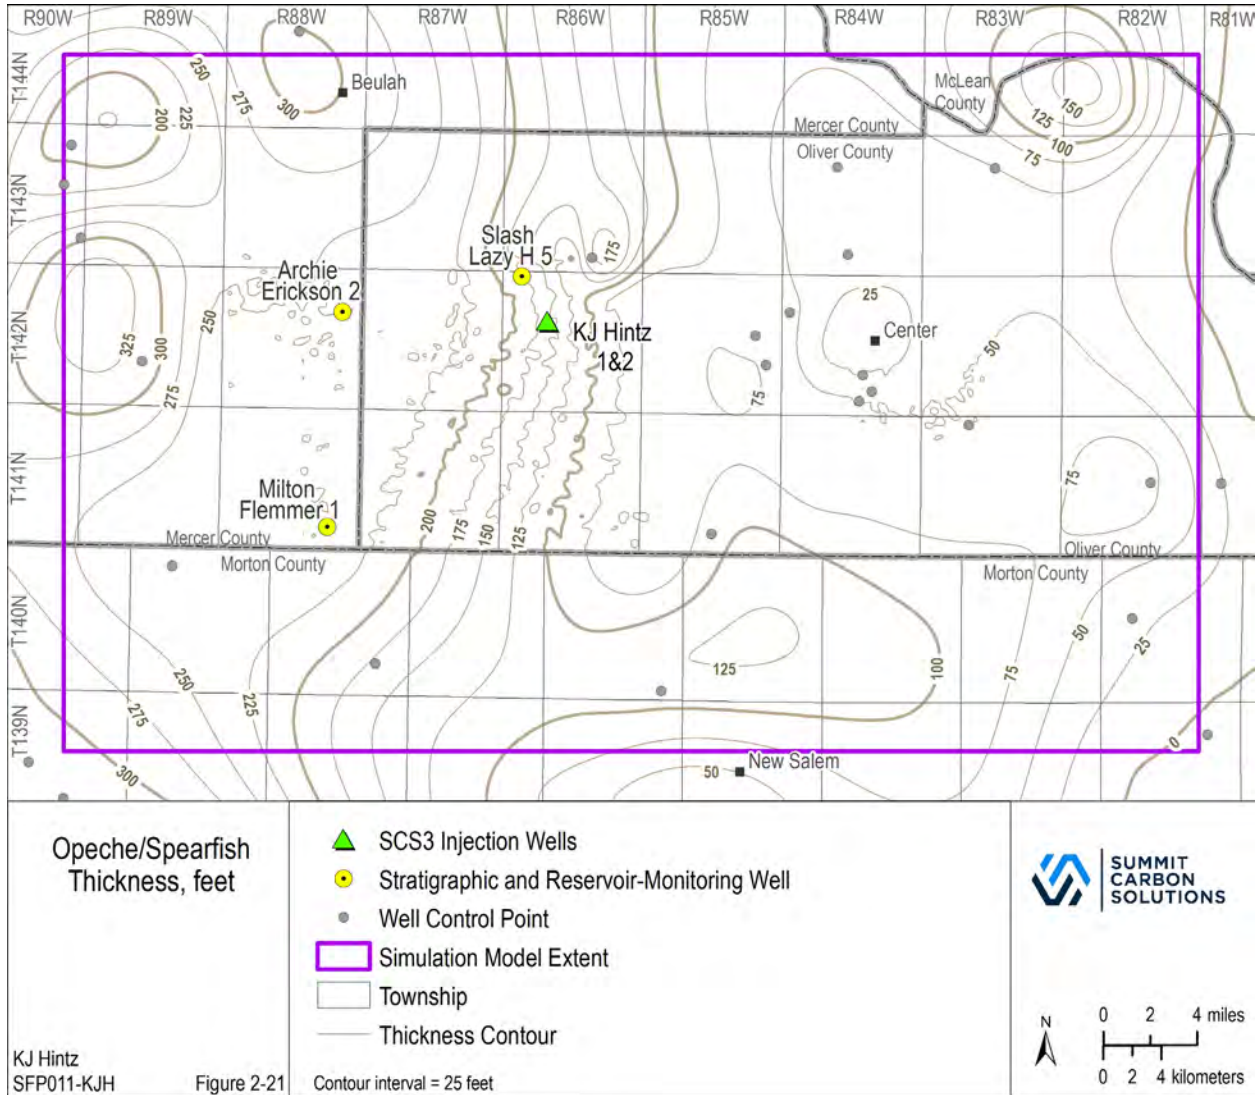 R90W R89W R88W R87W R86W R85W R84W R83W R82W R81W
T144N
T143N
T142N
T141N
T140N
T139N
250
225
200
275
300
Beulah
McLean
County
150
125
100
75
Mercer County
Oliver County
Slash
Lazy H 5
175
Archie
Erickson 2
KJ Hintz
1&2
25
Center
50
250
325
300
275
75
75
Milton
Flemmer 1
200
175
150
125
Mercer County
Morton County
Oliver County
Morton County
250
225
275
300
125
100
75
50
25
0
50
New Salem
Opeche/Spearfish
Thickness, feet
SCS3 Injection Wells
Stratigraphic and Reservoir-Monitoring Well
Well Control Point
Simulation Model Extent
Township
Thickness Contour
Contour interval = 25 feet
KJ Hintz
SFP011-KJH Figure 2-21
SUMMIT
CARBON
SOLUTIONS
N
0 2 4 miles
0 2 4 kilometers